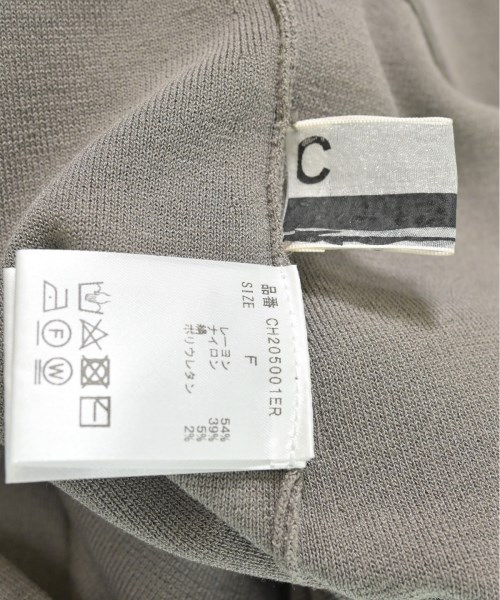 C
品番 CH205001ER
SIZE F
レーヨン 54%
ナイロン 39%
綿 5%
ポリウレタン 2%
F W